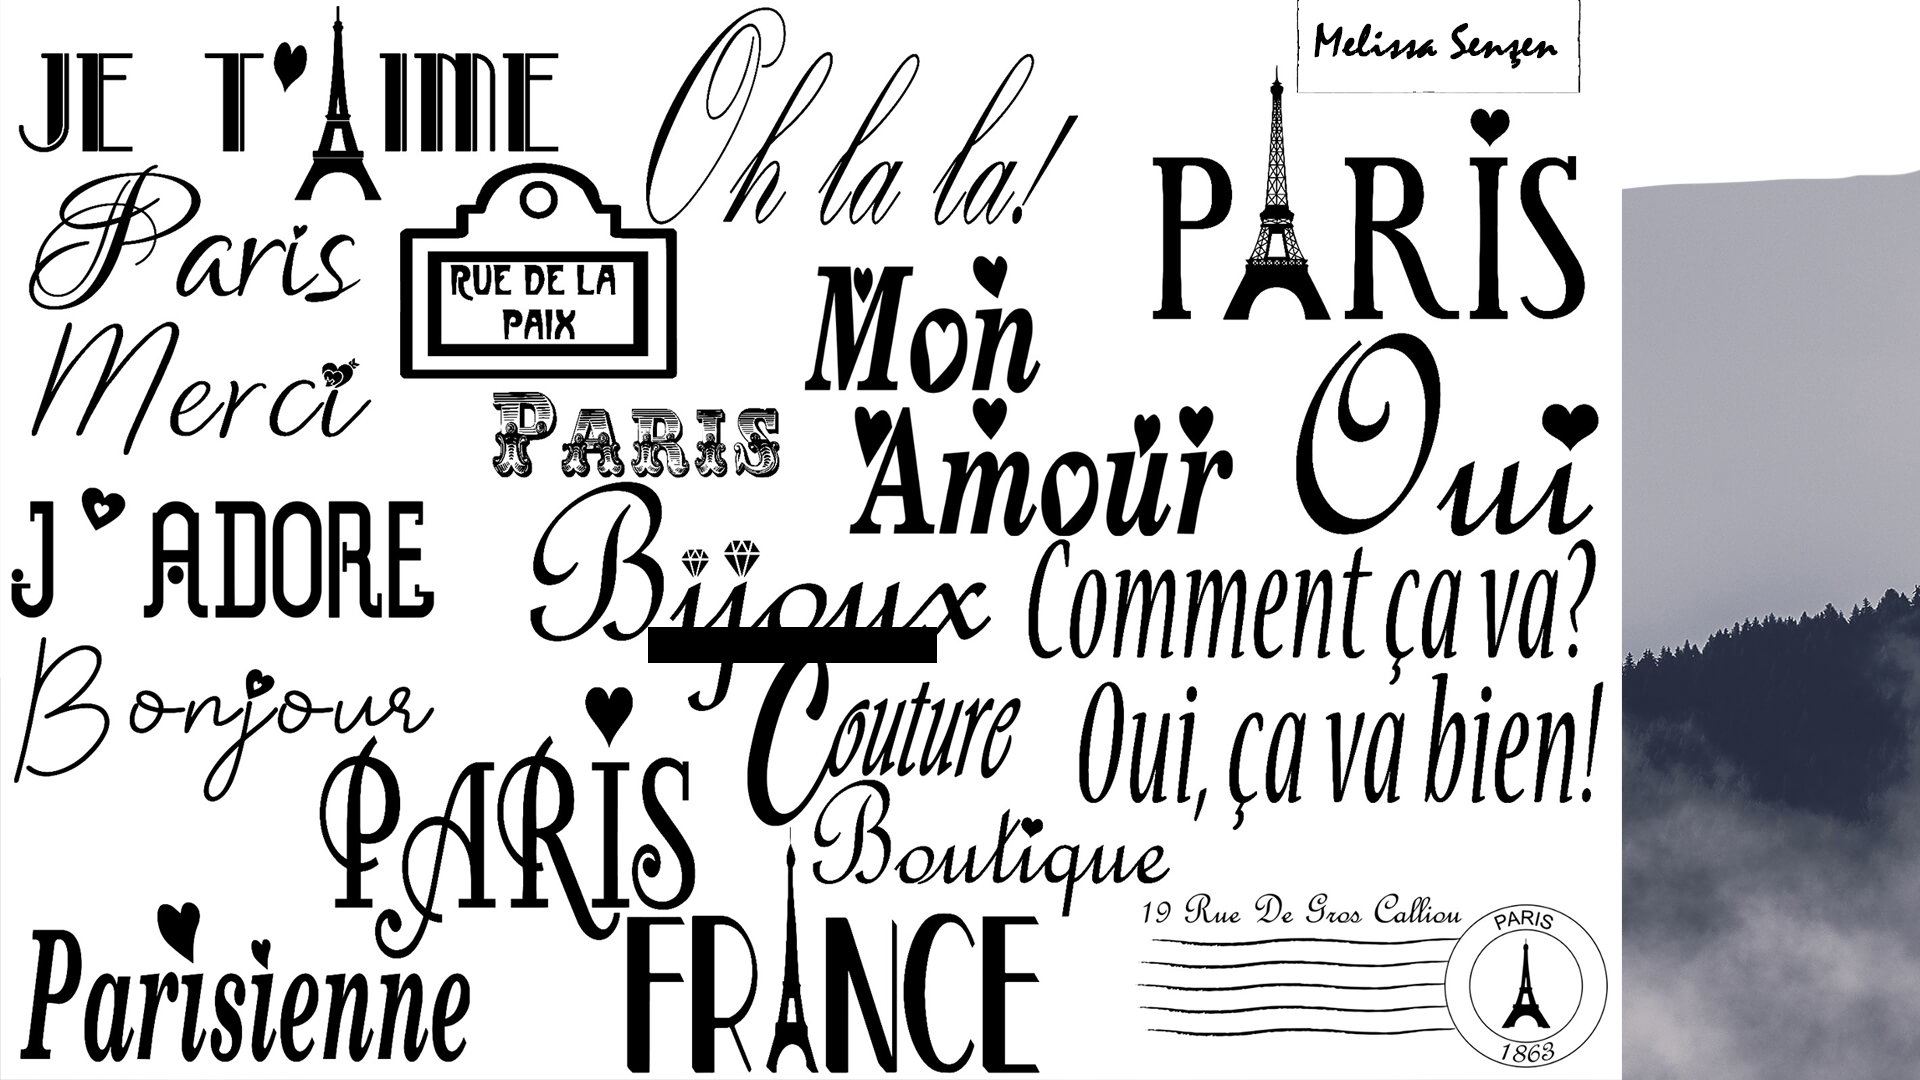 Melissa Sensen
JE T'AIME
Oh la la!
PARIS
Paris
RUE DE LA
PAIX
Mon
Amour
Merci
Oui
PARIS
J'ADORE
Bijoux
Comment ça va?
Bonjour
Couture
Oui, ça va bien!
PARIS
Boutique
Parisienne
FRANCE
19 Rue De Gros Calliou
PARIS
1863